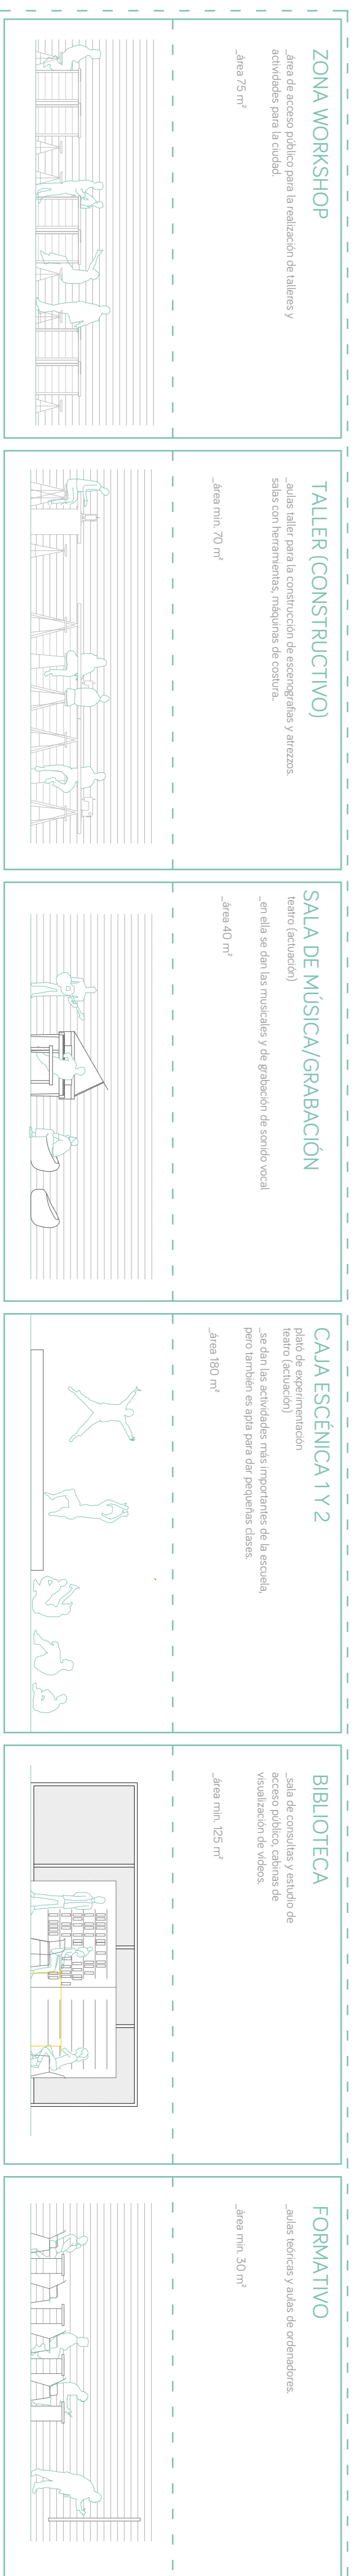 ZONA WORKSHOP
_área de acceso público para la realización de talleres y
actividades para la ciudad.
_área 75 m²
TALLER (CONSTRUCTIVO)
_aulas taller para la construcción de escenografías y atrezzos.
salas con herramientas, máquinas de costura..
_área min. 70 m²
SALA DE MÚSICA/GRABACIÓN
teatro (actuación)
_en ella se dan las musicales y de grabación de sonido vocal
_área 40 m²
CAJA ESCÉNICA 1 Y 2
plató de experimentación
teatro (actuación)
_se dan las actividades más importantes de la escuela,
pero también es apta para dar pequeñas clases.
_área 180 m²
BIBLIOTECA
_sala de consultas y estudio de
acceso público, cabinas de
visualización de vídeos.
_área min. 125 m²
FORMATIVO
_aulas teóricas y aulas de ordenadores.
_área min. 30 m²